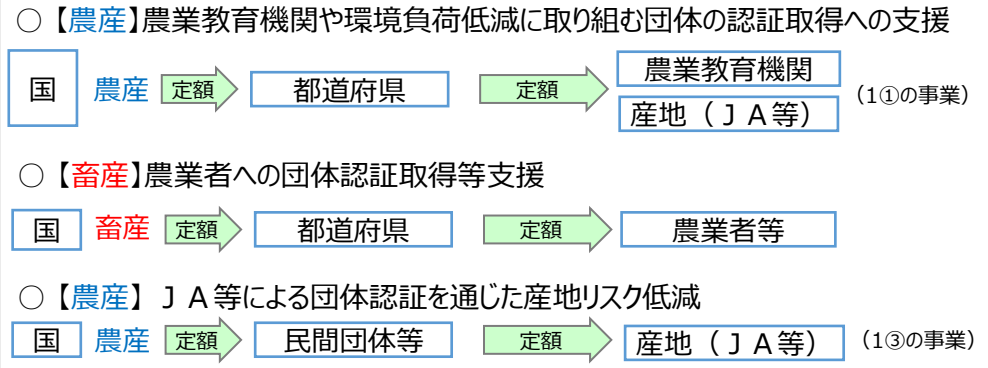 ○【農産】農業教育機関や環境負荷低減に取り組む団体の認証取得への支援
国 農産 定額 都道府県 定額 農業教育機関
産地（ＪＡ等） （1①の事業）
○【畜産】農業者への団体認証取得等支援
国 畜産 定額 都道府県 定額 農業者等
○【農産】ＪＡ等による団体認証を通じた産地リスク低減
国 農産 定額 民間団体等 定額 産地（ＪＡ等） （1③の事業）